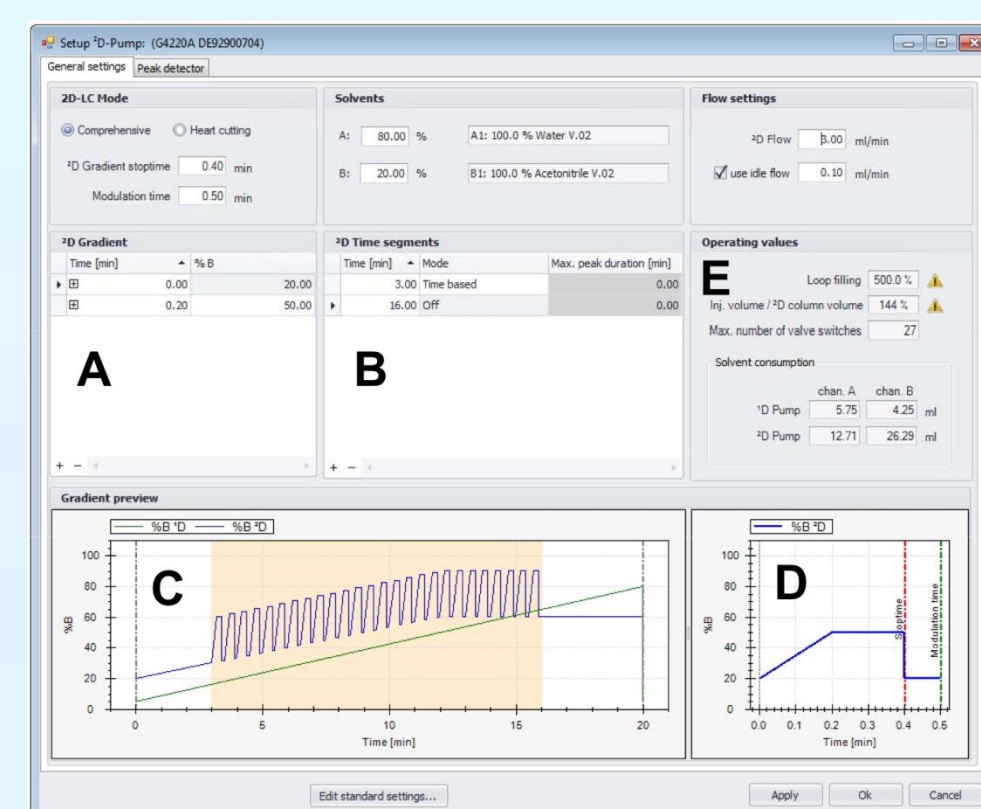 Setup ²D-Pump: (G4220A DE92900704)
General settings Peak detector
2D-LC Mode
Comprehensive Heart cutting
²D Gradient stoptime 0.40 min
Modulation time 0.50 min
Solvents
A: 80.00 % A1: 100.0 % Water V.02
B: 20.00 % B1: 100.0 % Acetonitrile V.02
Flow settings
²D Flow 3.00 ml/min
use idle flow 0.10 ml/min
²D Gradient
Time [min] % B
0.00 20.00
0.20 50.00
A
+ -
²D Time segments
Time [min] Mode Max. peak duration [min]
3.00 Time based 0.00
16.00 Off 0.00
B
+ -
Operating values
E
Loop filling 500.0 %
Inj. volume / ²D column volume 144 %
Max. number of valve switches 27
Solvent consumption
chan. A chan. B
¹D Pump 5.75 4.25 ml
²D Pump 12.71 26.29 ml
Gradient preview
%B ¹D %B ²D
C
%B
100
80
60
40
20
0
0 5 10 15 20
Time [min]
%B ²D
D
%B
100
80
60
40
20
0
Stoptime
Modulation time
0.0 0.1 0.2 0.3 0.4 0.5
Time [min]
Edit standard settings...
Apply Ok Cancel